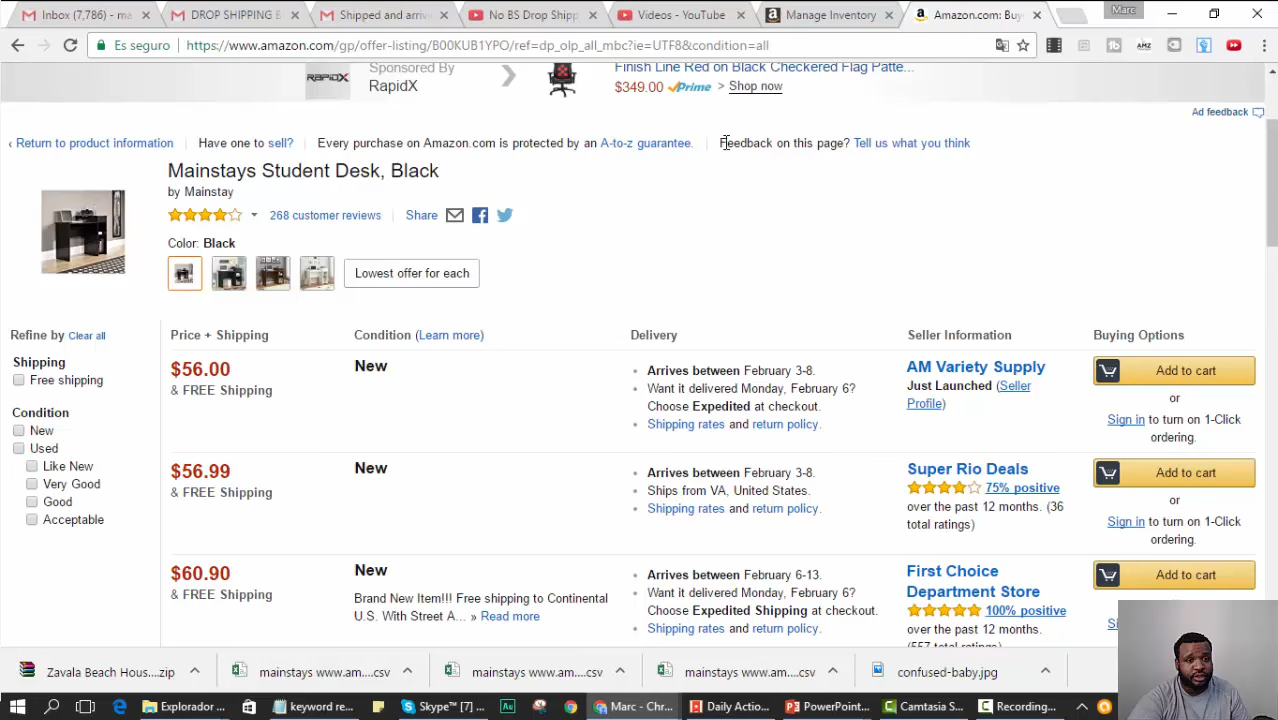 Inbox (7,786) - ma
DROP SHIPPING B
Shipped and arrive
No BS Drop Shipp
Videos - YouTube
Manage Inventory
Amazon.com: Buy
Marc
Es seguro
https://www.amazon.com/gp/offer-listing/B00KUB1YPO/ref=dp_olp_all_mbc?ie=UTF8&condition=all
AMZ
RAPIDX
Sponsored By
RapidX
Finish Line Red on Black Checkered Flag Patte...
$349.00 Prime > Shop now
Ad feedback
‹ Return to product information
Have one to sell?
Every purchase on Amazon.com is protected by an A-to-z guarantee.
Feedback on this page? Tell us what you think
Mainstays Student Desk, Black
by Mainstay
268 customer reviews
Share
Color: Black
Lowest offer for each
Refine by Clear all
Price + Shipping
Condition (Learn more)
Delivery
Seller Information
Buying Options
Shipping
Free shipping
Condition
New
Used
Like New
Very Good
Good
Acceptable
$56.00
& FREE Shipping
New
Arrives between February 3-8.
Want it delivered Monday, February 6?
Choose Expedited at checkout.
Shipping rates and return policy.
AM Variety Supply
Just Launched (Seller
Profile)
Add to cart
or
Sign in to turn on 1-Click
ordering.
$56.99
& FREE Shipping
New
Arrives between February 3-8.
Ships from VA, United States.
Shipping rates and return policy.
Super Rio Deals
75% positive
over the past 12 months. (36
total ratings)
Add to cart
or
Sign in to turn on 1-Click
ordering.
$60.90
& FREE Shipping
New
Brand New Item!!! Free shipping to Continental
U.S. With Street A... » Read more
Arrives between February 6-13.
Want it delivered Monday, February 6?
Choose Expedited Shipping at checkout.
Shipping rates and return policy.
First Choice
Department Store
100% positive
over the past 12 months.
(557 total ratings)
Add to cart
Zavala Beach Hous....zip
mainstays www.am....csv
mainstays www.am....csv
mainstays www.am....csv
confused-baby.jpg
Explorador ...
keyword re...
Skype™ [7] ...
Au
Marc - Chr...
Daily Actio...
PowerPoint...
Camtasia S...
Recording...